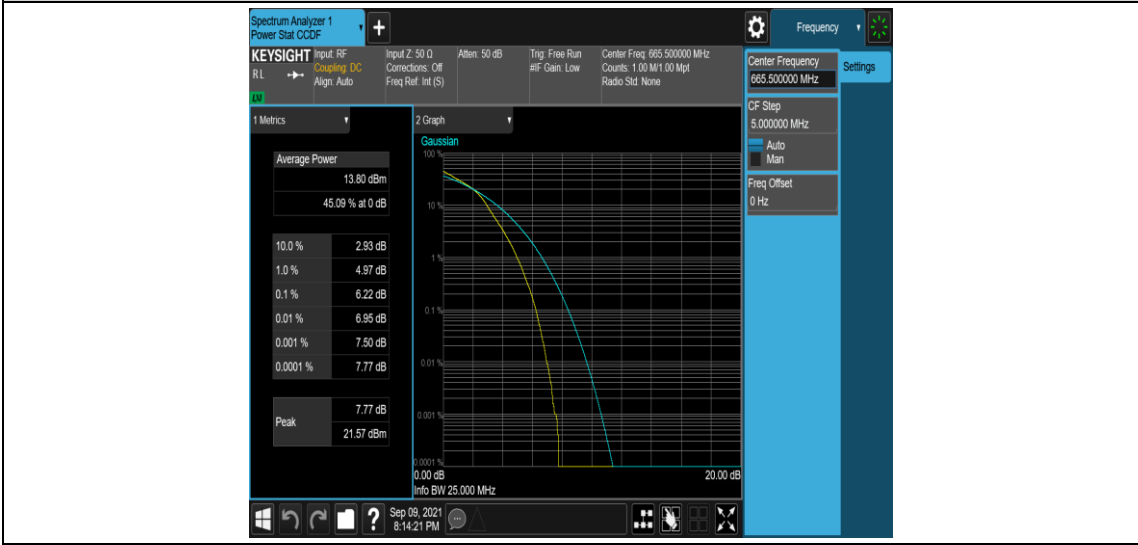 Spectrum Analyzer 1
Power Stat CCDF
+
Frequency
KEYSIGHT
Input: RF
Input Z: 50 Ω
Atten: 50 dB
Trig: Free Run
Center Freq: 665.500000 MHz
RL
Coupling: DC
Corrections: Off
#IF Gain: Low
Counts: 1.00 M/1.00 Mpt
Align: Auto
Freq Ref: Int (S)
Radio Std: None
LM
Center Frequency
665.500000 MHz
Settings
CF Step
5.000000 MHz
Auto
Man
Freq Offset
0 Hz
1 Metrics
Average Power
13.80 dBm
45.09 % at 0 dB
10.0 % 2.93 dB
1.0 % 4.97 dB
0.1 % 6.22 dB
0.01 % 6.95 dB
0.001 % 7.50 dB
0.0001 % 7.77 dB
Peak
7.77 dB
21.57 dBm
2 Graph
Gaussian
100 %
10 %
1 %
0.1 %
0.01 %
0.001 %
0.0001 %
0.00 dB
20.00 dB
Info BW 25.000 MHz
?
Sep 09, 2021
8:14:21 PM